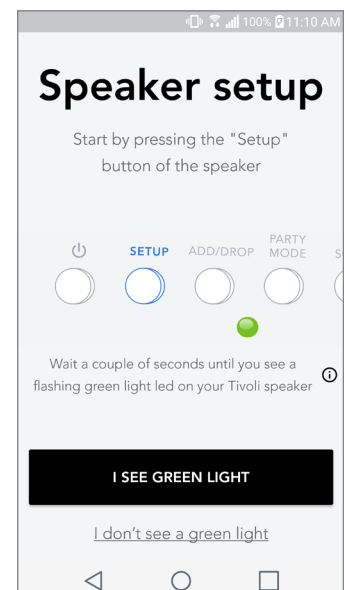 100% 11:10 AM
Speaker setup
Start by pressing the "Setup"
button of the speaker
SETUP ADD/DROP PARTY MODE S
Wait a couple of seconds until you see a
flashing green light led on your Tivoli speaker
I SEE GREEN LIGHT
I don't see a green light